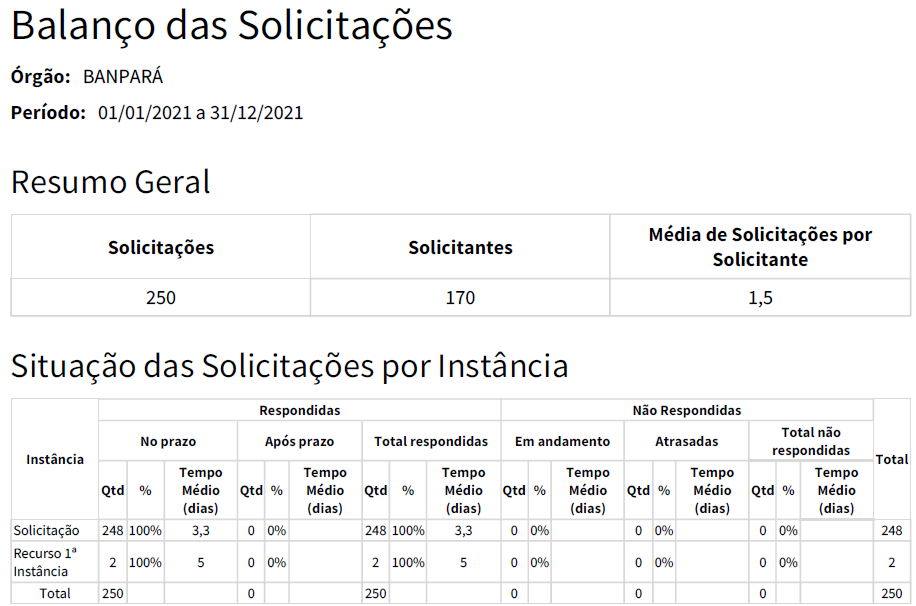 Balanço das Solicitações
Órgão: BANPARÁ
Período: 01/01/2021 a 31/12/2021
Resumo Geral
Solicitações Solicitantes Média de Solicitações por Solicitante
250 170 1,5
Situação das Solicitações por Instância
Instância Respondidas Não Respondidas Total
No prazo Após prazo Total respondidas Em andamento Atrasadas Total não respondidas
Qtd % Tempo Médio (dias) Qtd % Tempo Médio (dias) Qtd % Tempo Médio (dias) Qtd % Tempo Médio (dias) Qtd % Tempo Médio (dias) Qtd % Tempo Médio (dias)
Solicitação 248 100% 3,3 0 0% 248 100% 3,3 0 0% 0 0% 0 0% 248
Recurso 1ª Instância 2 100% 5 0 0% 2 100% 5 0 0% 0 0% 0 0% 2
Total 250 0 250 0 0 0 250